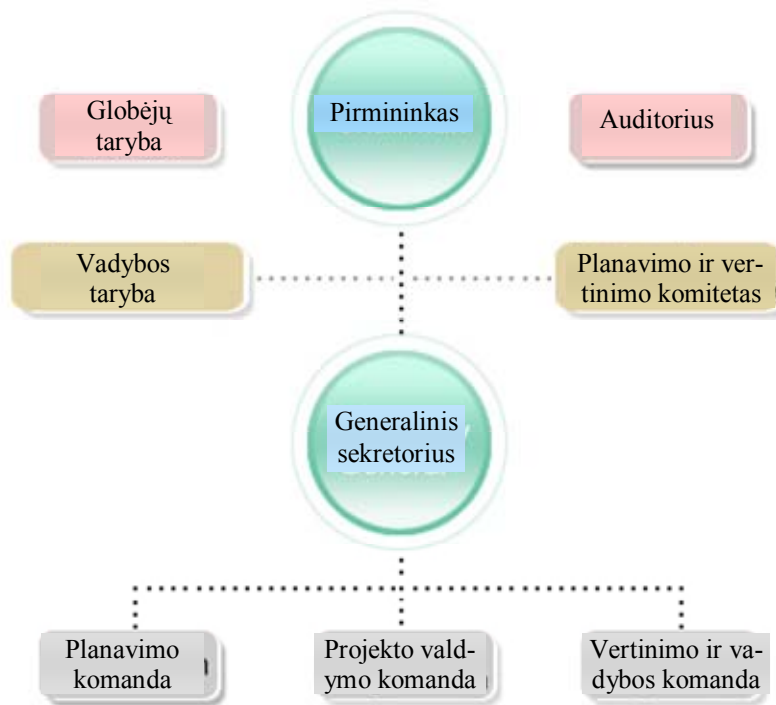 Globėjų
taryba
Pirmininkas
Auditorius
Vadybos
taryba
Planavimo ir ver-
tinimo komitetas
Generalinis
sekretorius
Planavimo
komanda
Projekto vald-
ymo komanda
Vertinimo ir va-
dybos komanda